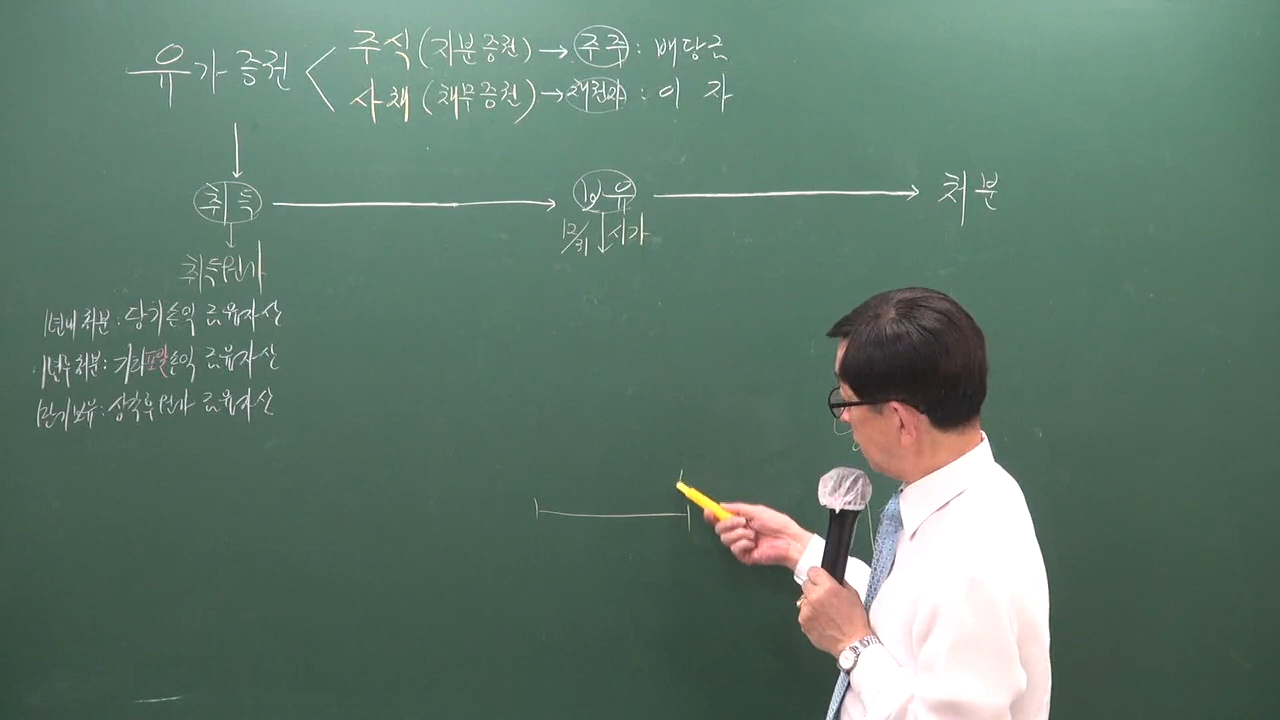 유가증권 < 주식(지분증권) → 주주 : 배당금
사채(채무증권) → 채권자 : 이자
취득 → 보유 → 처분
12/31 시가
취득원가
1년내 처분 : 당기손익 금융자산
1년후 처분 : 기타포괄손익 금융자산
만기보유 : 상각후원가 금융자산